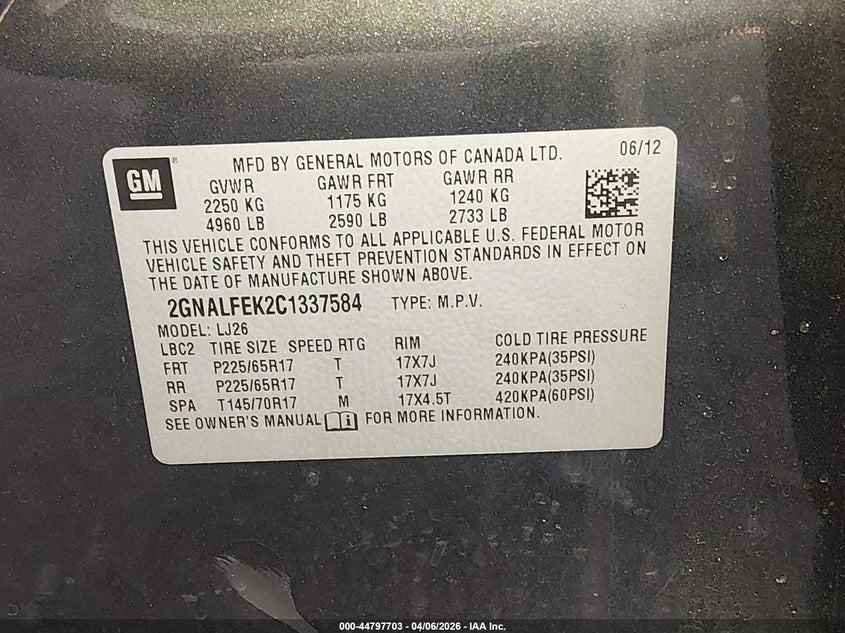 GM
MFD BY GENERAL MOTORS OF CANADA LTD. 06/12
GVWR GAWR FRT GAWR RR
2250 KG 1175 KG 1240 KG
4960 LB 2590 LB 2733 LB
THIS VEHICLE CONFORMS TO ALL APPLICABLE U.S. FEDERAL MOTOR
VEHICLE SAFETY AND THEFT PREVENTION STANDARDS IN EFFECT ON
THE DATE OF MANUFACTURE SHOWN ABOVE.
2GNALFEK2C1337584 TYPE: M.P.V.
MODEL: LJ26
LBC2 TIRE SIZE SPEED RTG RIM COLD TIRE PRESSURE
FRT P225/65R17 T 17X7J 240KPA(35PSI)
RR P225/65R17 T 17X7J 240KPA(35PSI)
SPA T145/70R17 M 17X4.5T 420KPA(60PSI)
SEE OWNER'S MANUAL FOR MORE INFORMATION.
000-44797703 - 04/06/2026 - IAA Inc.